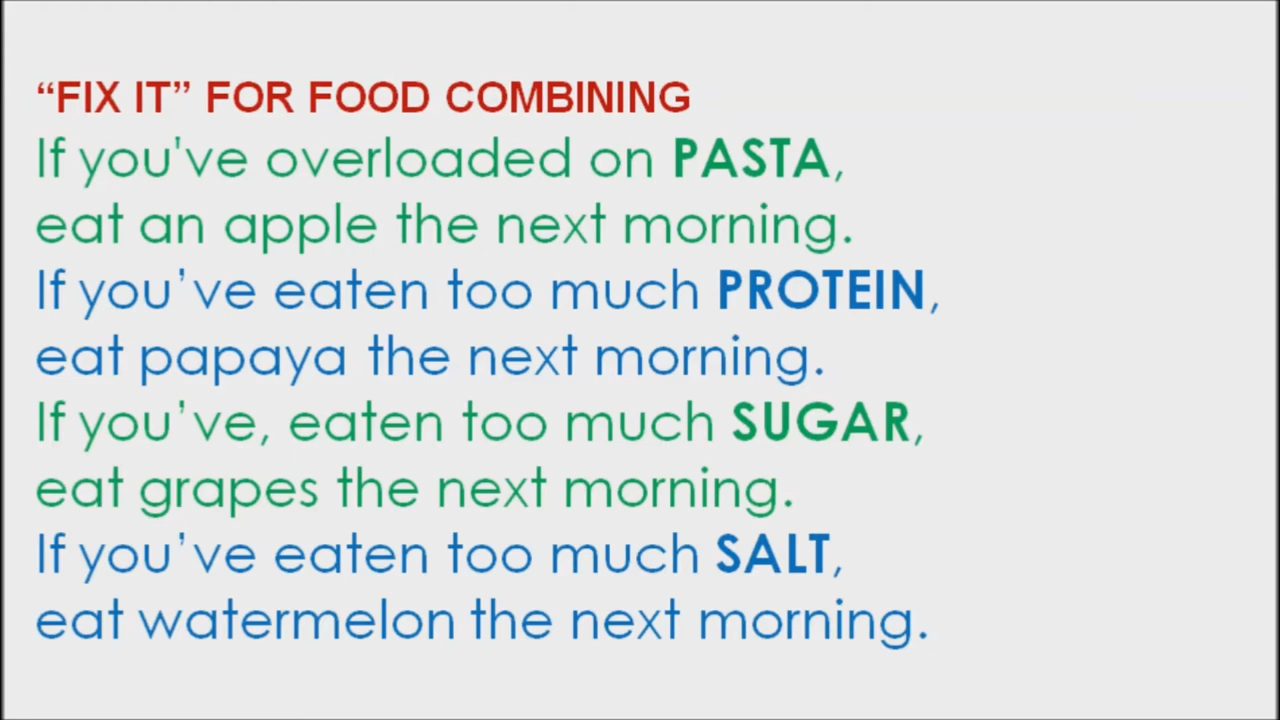 “FIX IT” FOR FOOD COMBINING
If you've overloaded on PASTA,
eat an apple the next morning.
If you’ve eaten too much PROTEIN,
eat papaya the next morning.
If you’ve, eaten too much SUGAR,
eat grapes the next morning.
If you’ve eaten too much SALT,
eat watermelon the next morning.